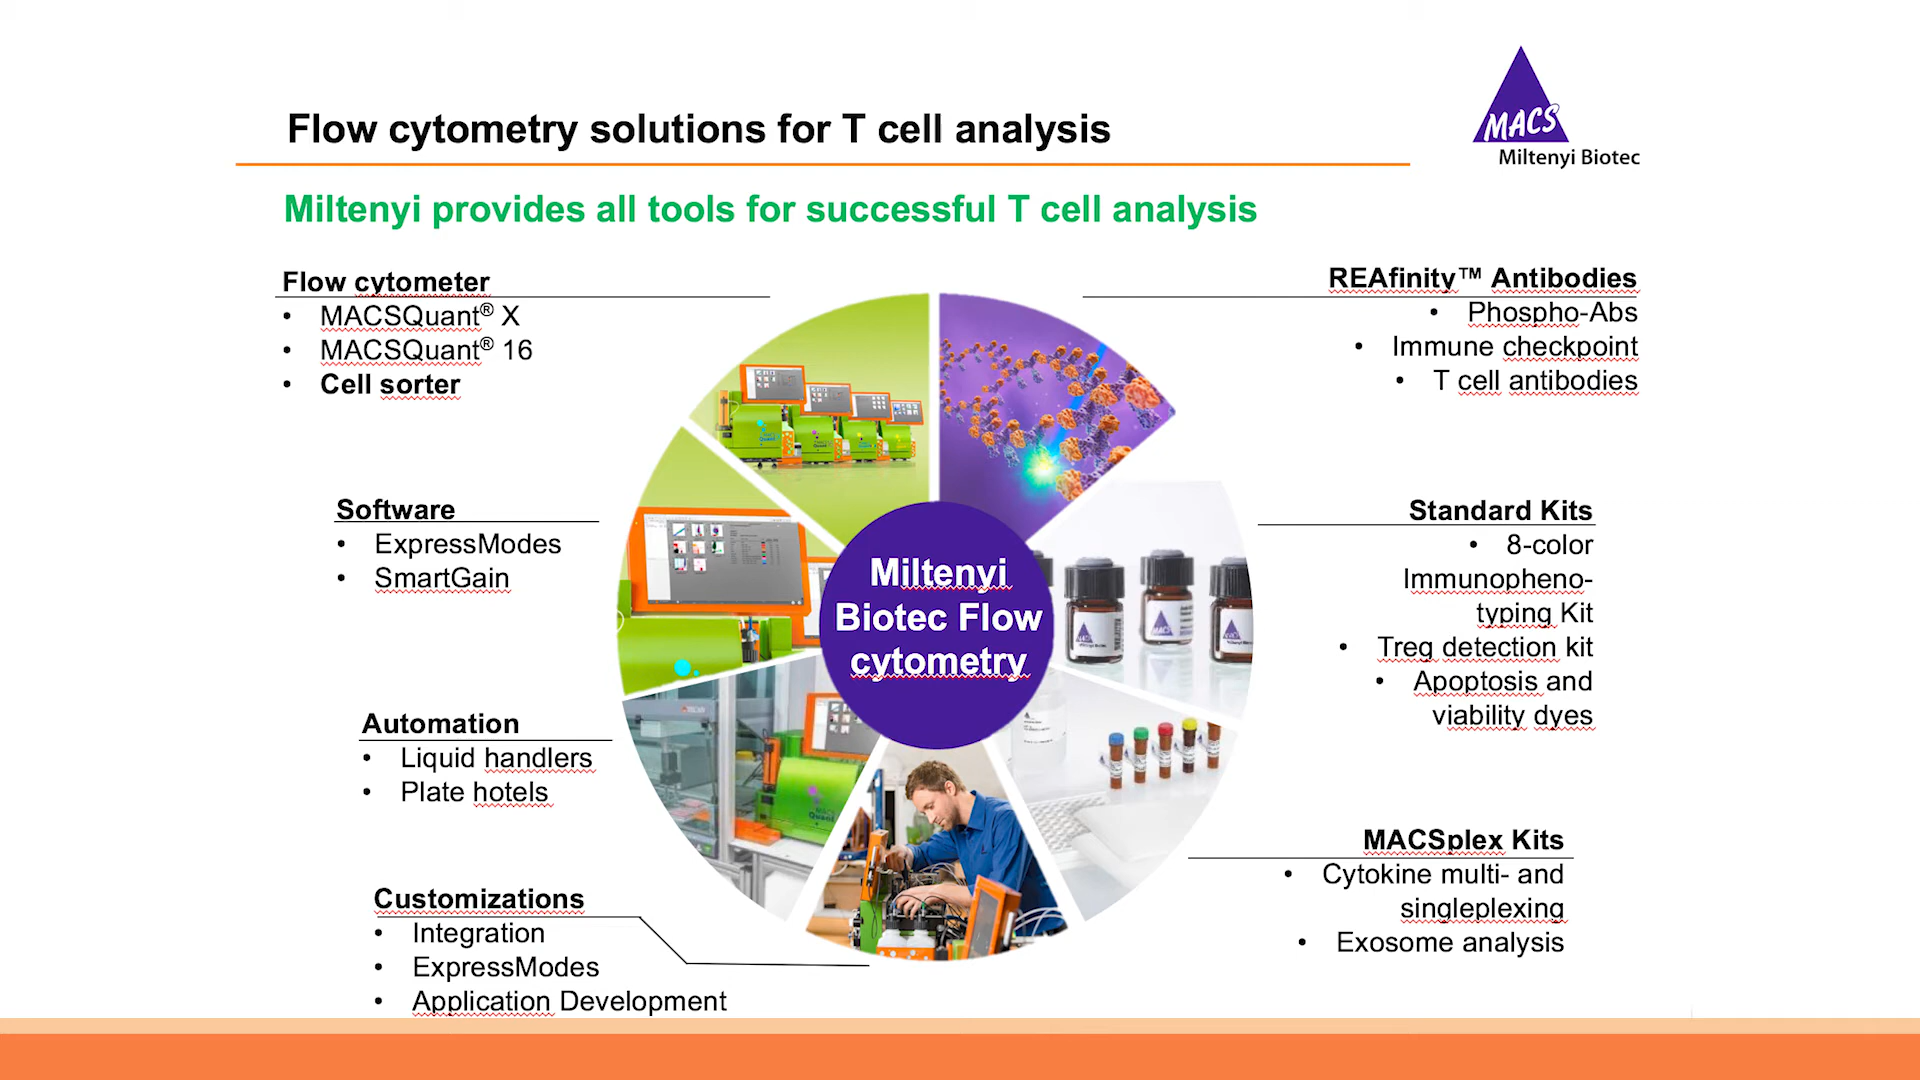 Flow cytometry solutions for T cell analysis
MACS
Miltenyi Biotec
Miltenyi provides all tools for successful T cell analysis
Flow cytometer
• MACSQuant® X
• MACSQuant® 16
• Cell sorter
Software
• ExpressModes
• SmartGain
Automation
• Liquid handlers
• Plate hotels
Customizations
• Integration
• ExpressModes
• Application Development
Miltenyi
Biotec Flow
cytometry
REAfinity™ Antibodies
• Phospho-Abs
• Immune checkpoint
• T cell antibodies
Standard Kits
• 8-color
Immunopheno-
typing Kit
• Treg detection kit
• Apoptosis and
viability dyes
MACSplex Kits
• Cytokine multi- and
singleplexing
• Exosome analysis